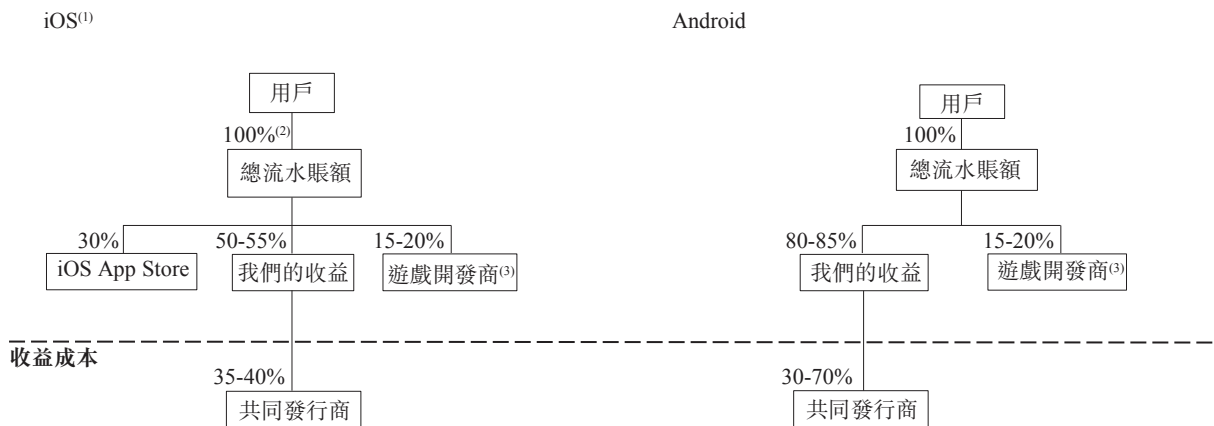 iOS(1)
Android
用戶
100%(2)
總流水賬額
30%
50-55%
15-20%
iOS App Store
我們的收益
遊戲開發商(3)
用戶
100%
總流水賬額
80-85%
15-20%
我們的收益
遊戲開發商(3)
收益成本
35-40%
共同發行商
30-70%
共同發行商